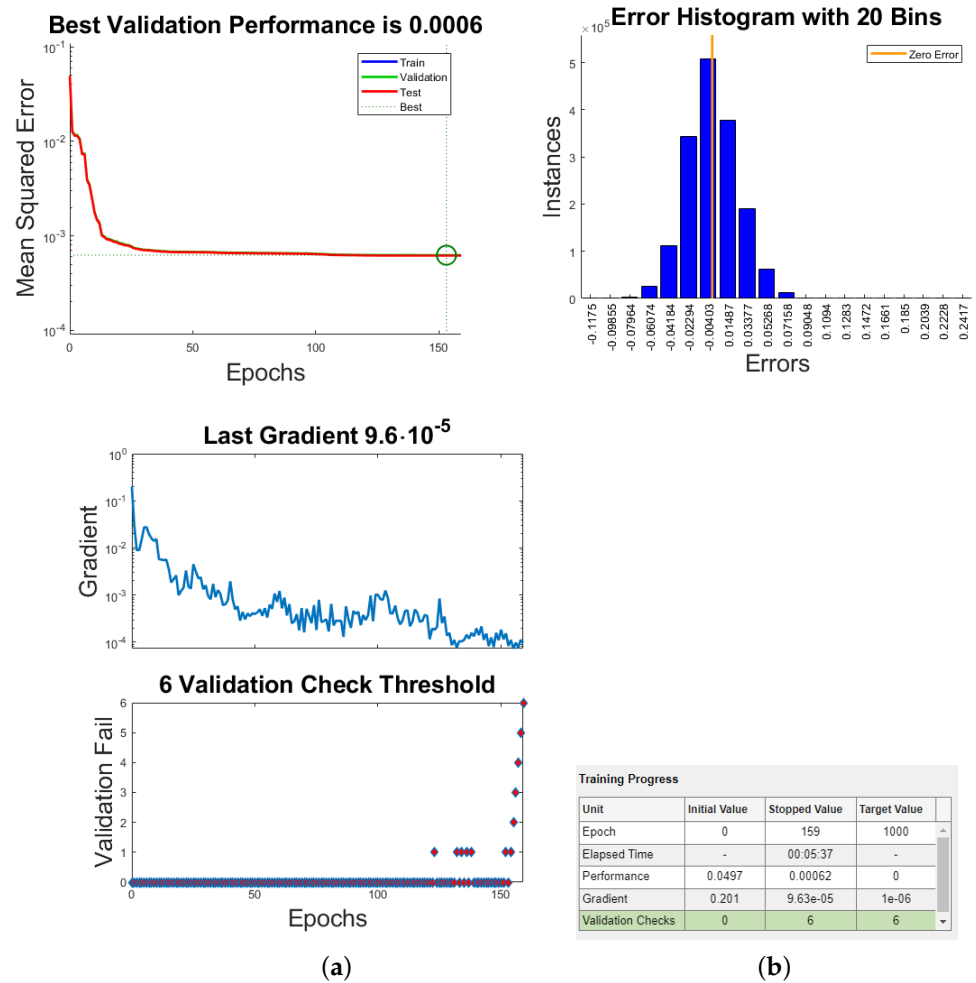 Best Validation Performance is 0.0006
Mean Squared Error
10-1
10-2
10-3
10-4
Train
Validation
Test
Best
0 50 100 150
Epochs
Error Histogram with 20 Bins
×10^5
Instances
5
4
3
2
1
0
Zero Error
-0.1175
-0.09855
-0.07964
-0.06074
-0.04184
-0.02294
-0.00403
0.01487
0.03377
0.05268
0.07158
0.09048
0.1094
0.1283
0.1472
0.1661
0.185
0.2039
0.2228
0.2417
Errors
Last Gradient 9.6·10^-5
Gradient
10^0
10-1
10-2
10-3
10-4
0 50 100 150
6 Validation Check Threshold
Validation Fail
6
5
4
3
2
1
0
0 50 100 150
Epochs
Training Progress
Unit Initial Value Stopped Value Target Value
Epoch 0 159 1000
Elapsed Time - 00:05:37 -
Performance 0.0497 0.00062 0
Gradient 0.201 9.63e-05 1e-06
Validation Checks 0 6 6
(a) (b)